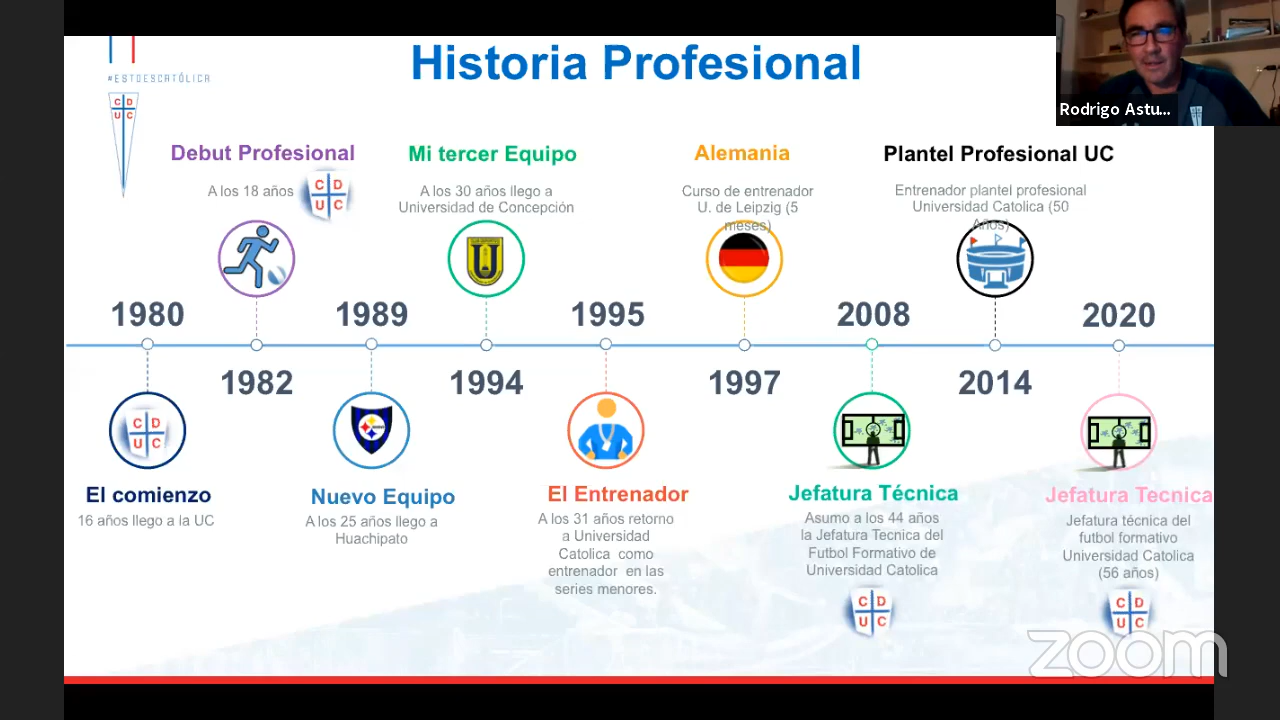 Historia Profesional
#ESTOESCATÓLICA
C D
U C
Rodrigo Astu...
Debut Profesional
A los 18 años
C D
U C
Mi tercer Equipo
A los 30 años llego a
Universidad de Concepción
U
Alemania
Curso de entrenador
U. de Leipzig (5
meses)
Plantel Profesional UC
Entrenador plantel profesional
Universidad Catolica (50
Años)
1980
1989
1995
2008
2020
1982
1994
1997
2014
C D
U C
El comienzo
16 años llego a la UC
Nuevo Equipo
A los 25 años llego a
Huachipato
El Entrenador
A los 31 años retorno
a Universidad
Catolica como
entrenador en las
series menores.
Jefatura Técnica
Asumo a los 44 años
la Jefatura Tecnica del
Futbol Formativo de
Universidad Catolica
C D
U C
Jefatura Tecnica
Jefatura técnica del
futbol formativo
Universidad Catolica
(56 años)
C D
U C
zoom